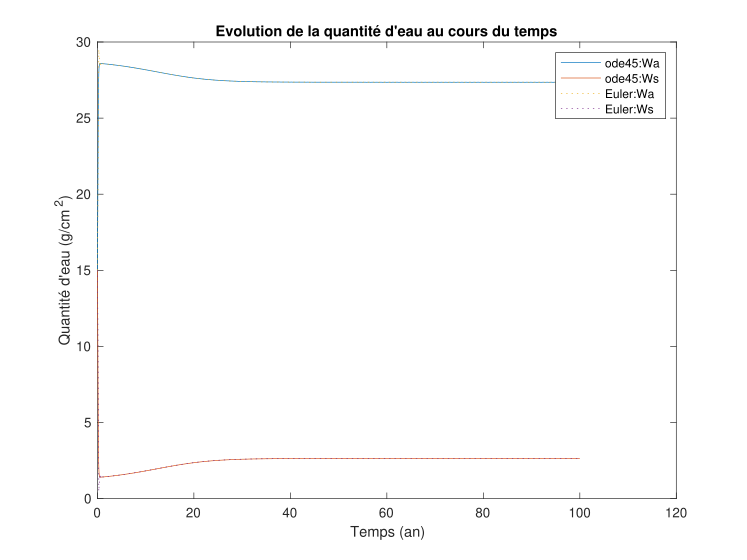 Evolution de la quantité d'eau au cours du temps
30
25
20
15
10
5
0
Quantité d'eau (g/cm²)
0 20 40 60 80 100 120
Temps (an)
ode45:Wa
ode45:Ws
Euler:Wa
Euler:Ws